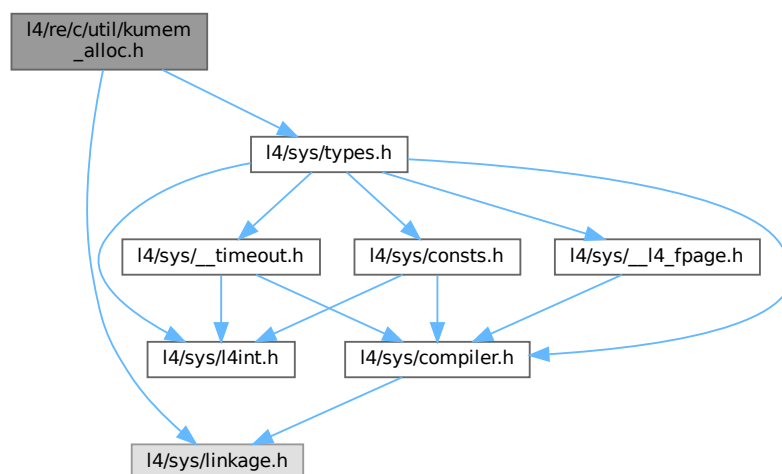 l4/re/c/util/kumem
_alloc.h
l4/sys/types.h
l4/sys/__timeout.h
l4/sys/consts.h
l4/sys/__l4_fpage.h
l4/sys/l4int.h
l4/sys/compiler.h
l4/sys/linkage.h